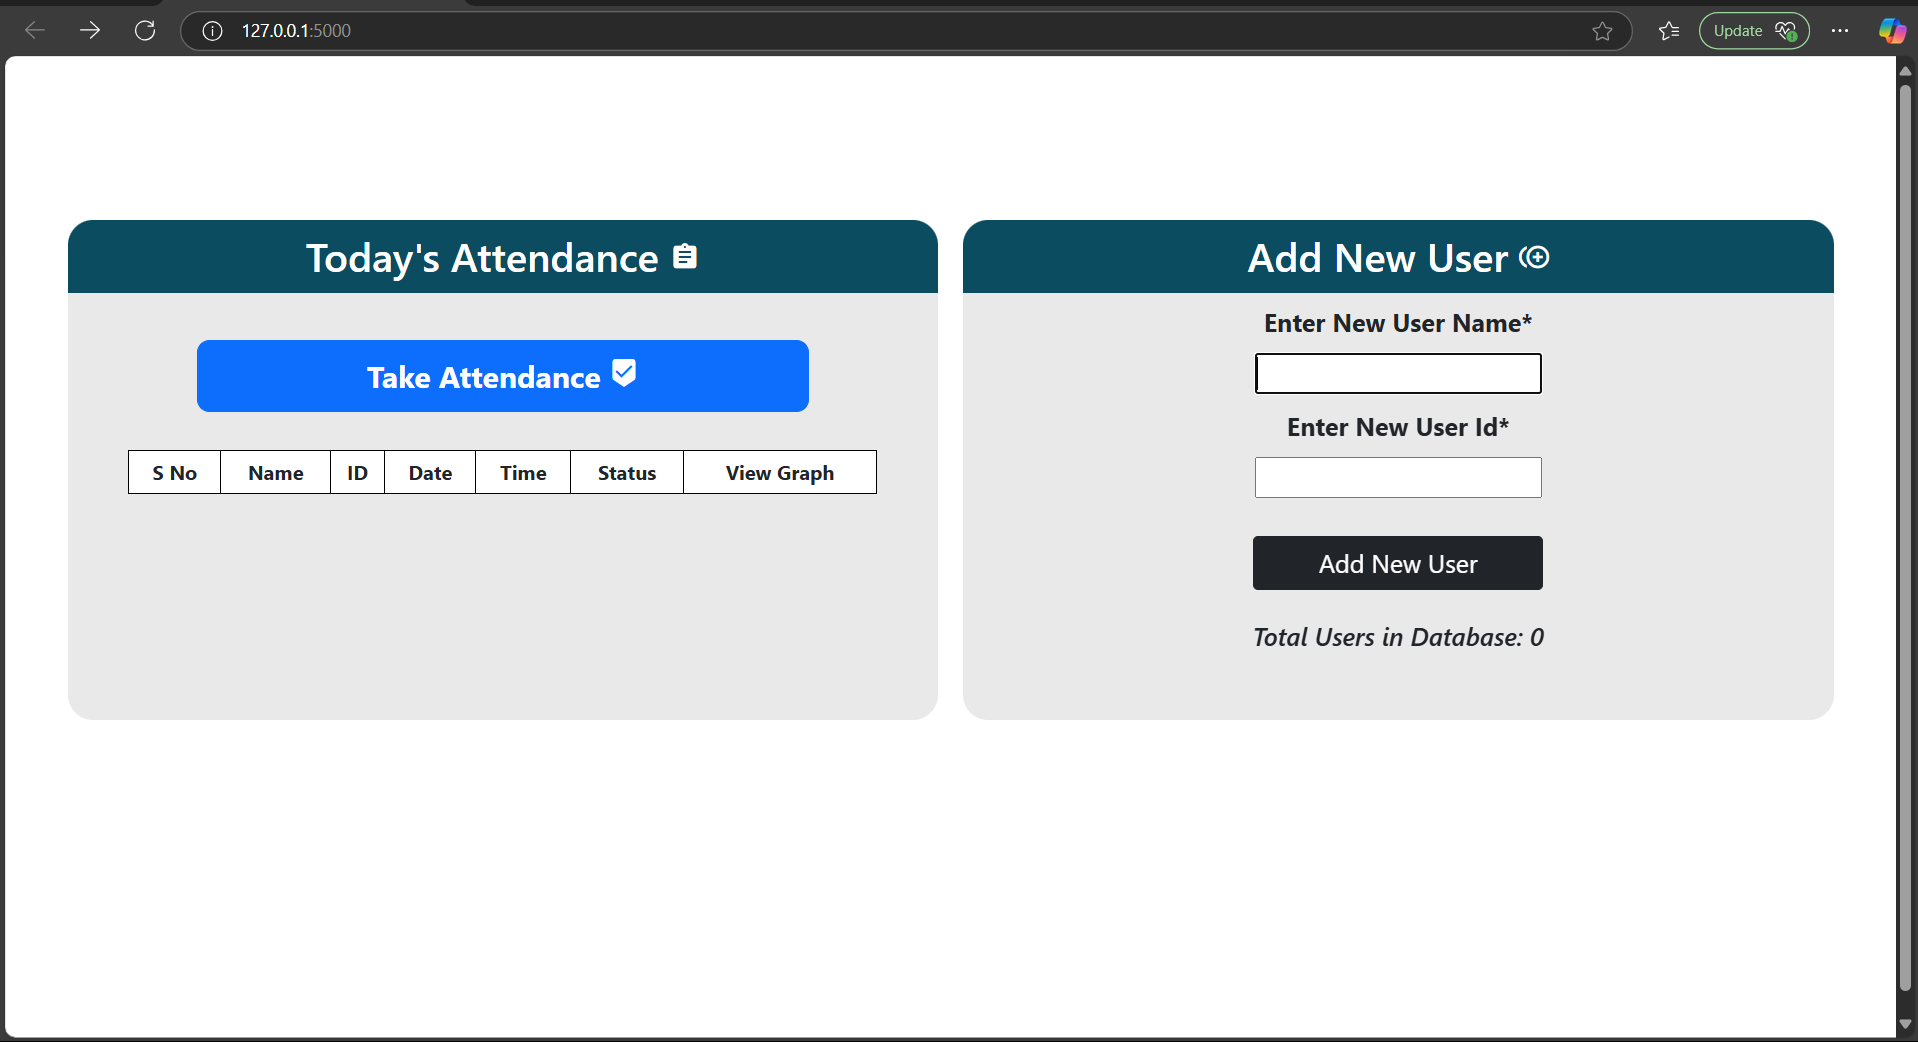 127.0.0.1:5000
Update
Today's Attendance
Take Attendance
S No Name ID Date Time Status View Graph
Add New User
Enter New User Name*
Enter New User Id*
Add New User
Total Users in Database: 0